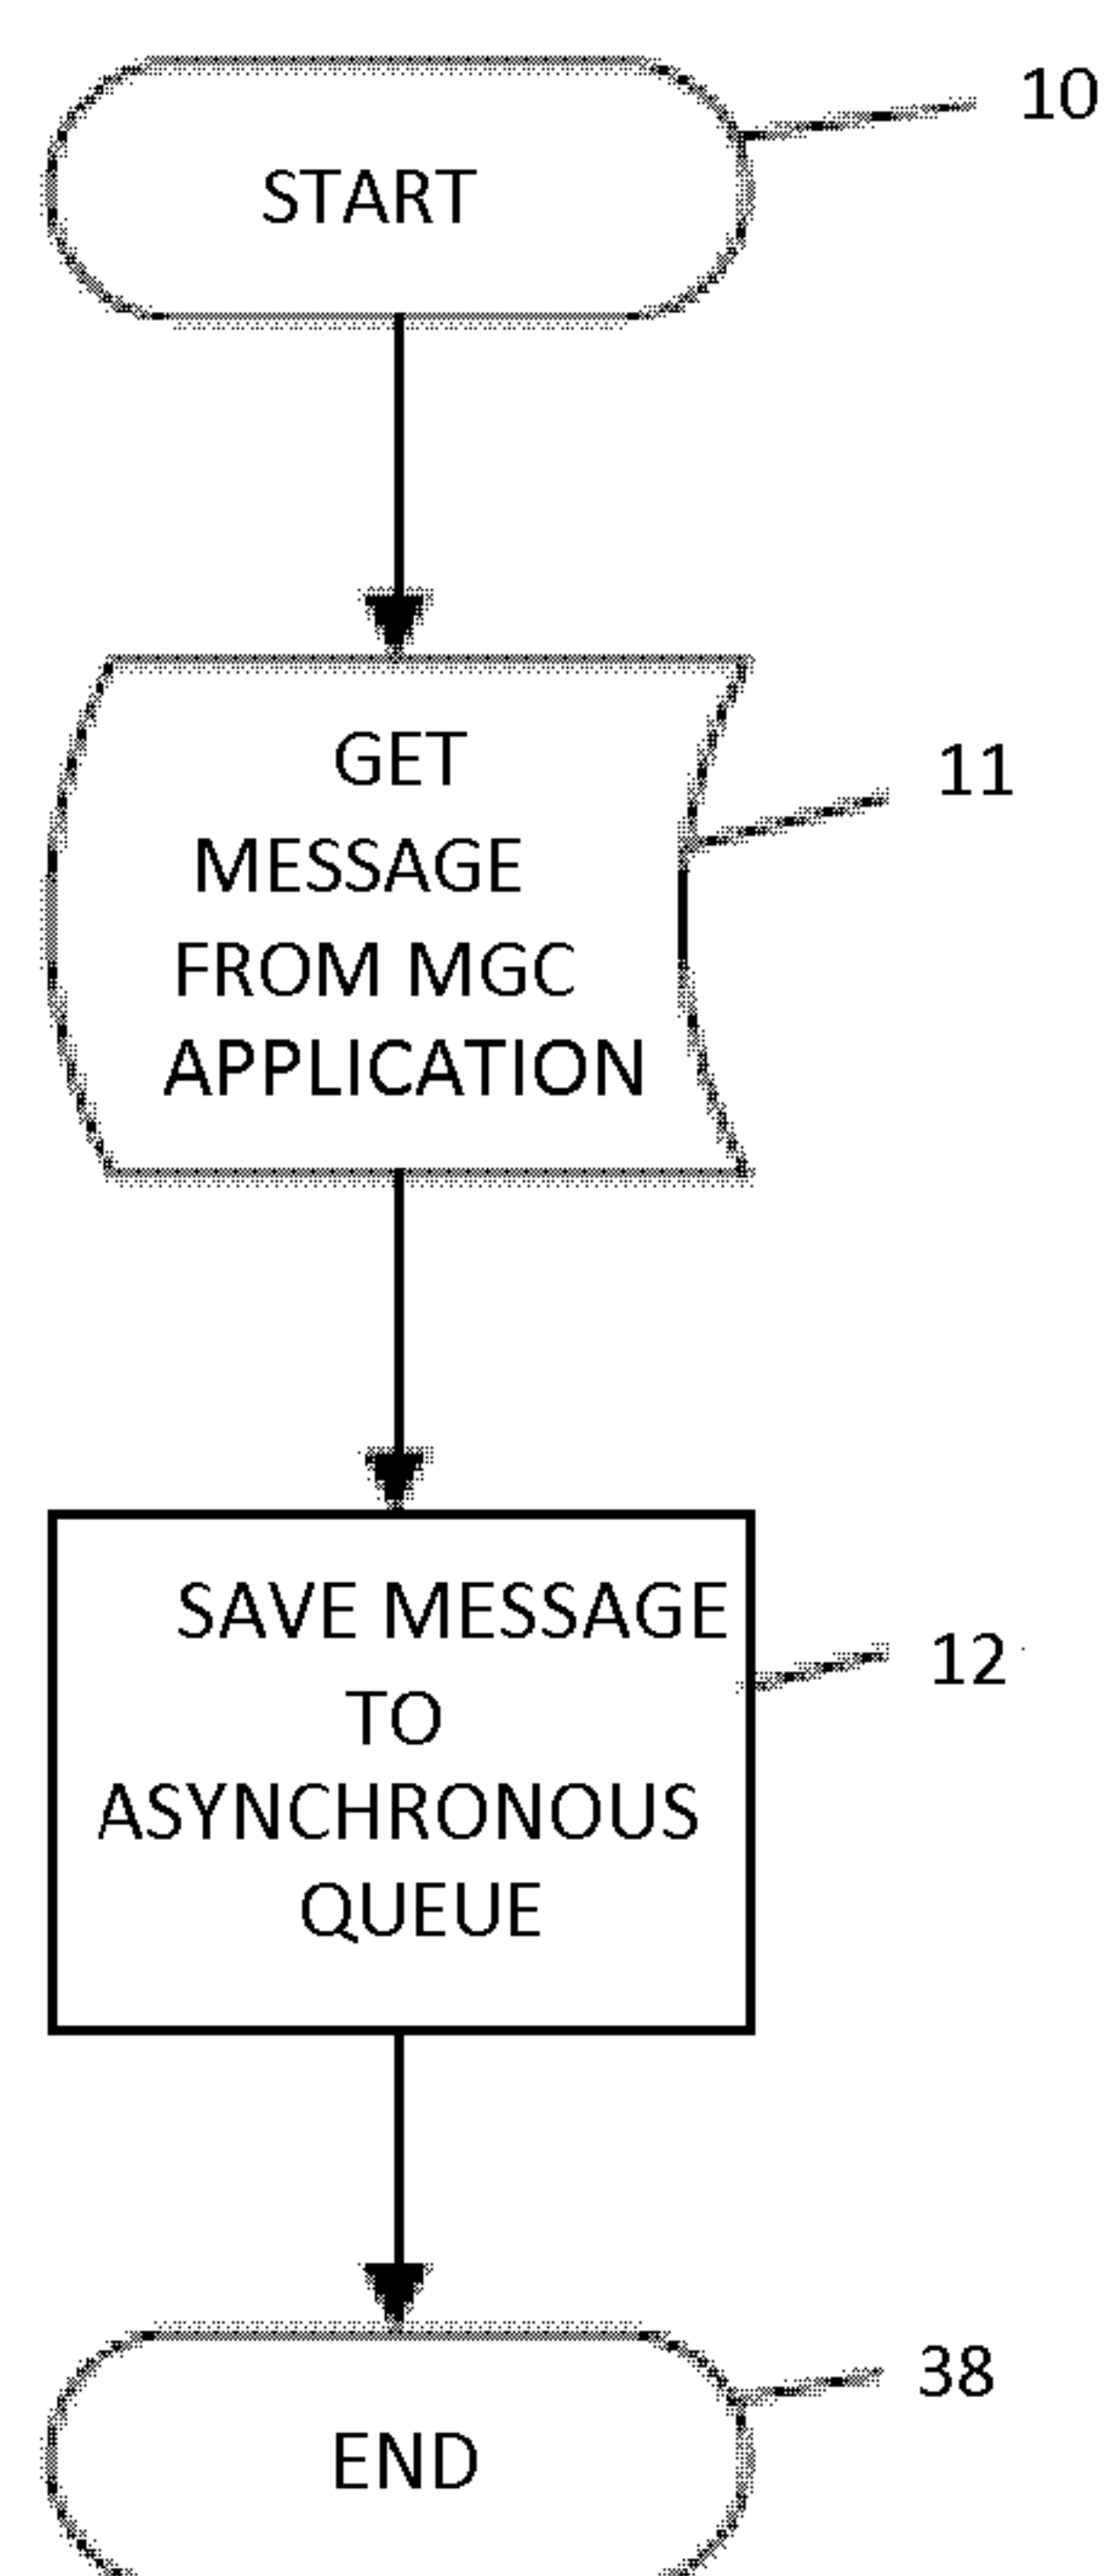 10
START
GET
11
MESSAGE
FROM MGC
APPLICATION
SAVE MESSAGE
12
TO
ASYNCHRONOUS
QUEUE
38
END